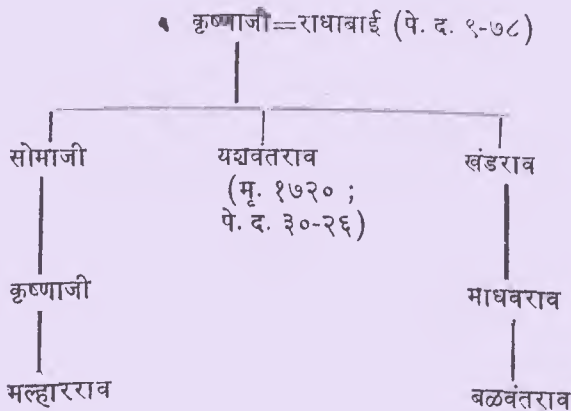 कृष्णाजी=राधाबाई (पे. द. ९-७८)
सोमाजी यशवंतराव खंडराव
(मृ. १७२० ;
पे. द. ३०-२६)
कृष्णाजी माधवराव
मल्हारराव बळवंतराव